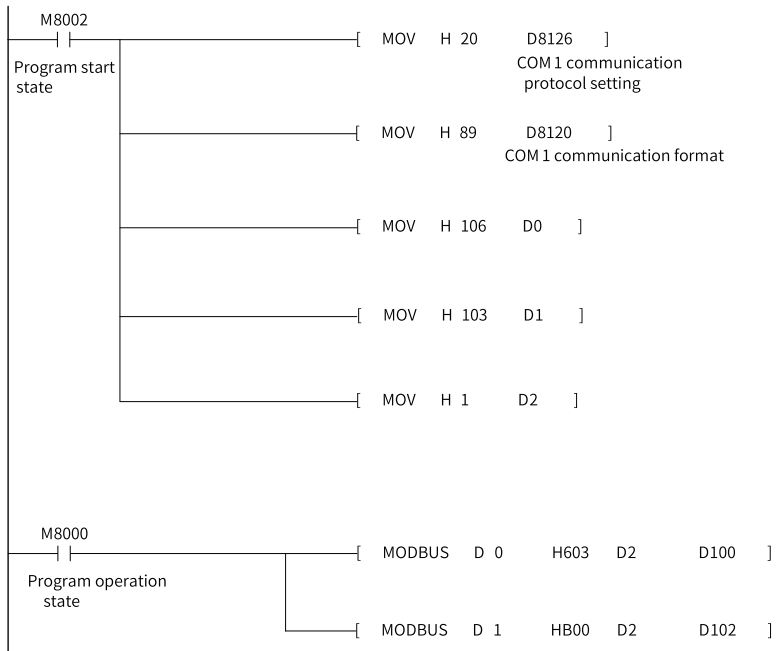 M8002
[ MOV H 20 D8126 ]
Program start
state
COM 1 communication
protocol setting
[ MOV H 89 D8120 ]
COM 1 communication format
[ MOV H 106 D0 ]
[ MOV H 103 D1 ]
[ MOV H 1 D2 ]
M8000
[ MODBUS D 0 H603 D2 D100 ]
Program operation
state
[ MODBUS D 1 HB00 D2 D102 ]